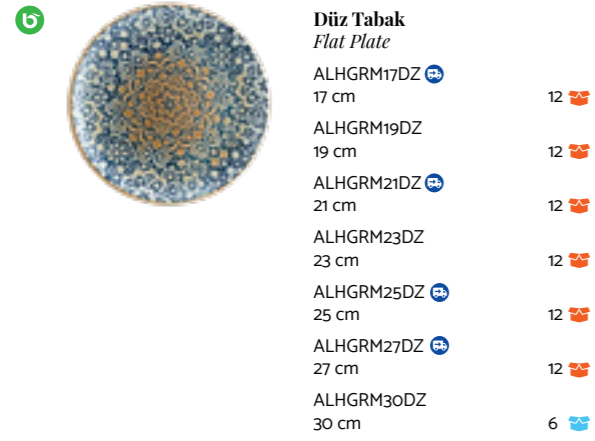 Düz Tabak
Flat Plate
ALHGRM17DZ
17 cm 12
ALHGRM19DZ
19 cm 12
ALHGRM21DZ
21 cm 12
ALHGRM23DZ
23 cm 12
ALHGRM25DZ
25 cm 12
ALHGRM27DZ
27 cm 12
ALHGRM30DZ
30 cm 6